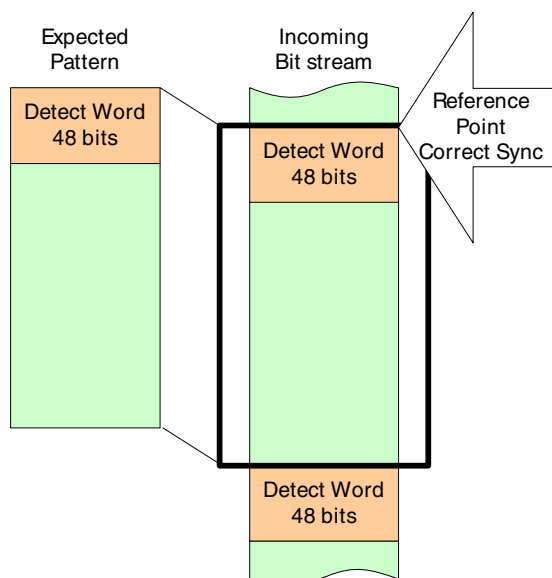 Expected
Pattern
Incoming
Bit stream
Detect Word
48 bits
Detect Word
48 bits
Reference
Point
Correct Sync
Detect Word
48 bits